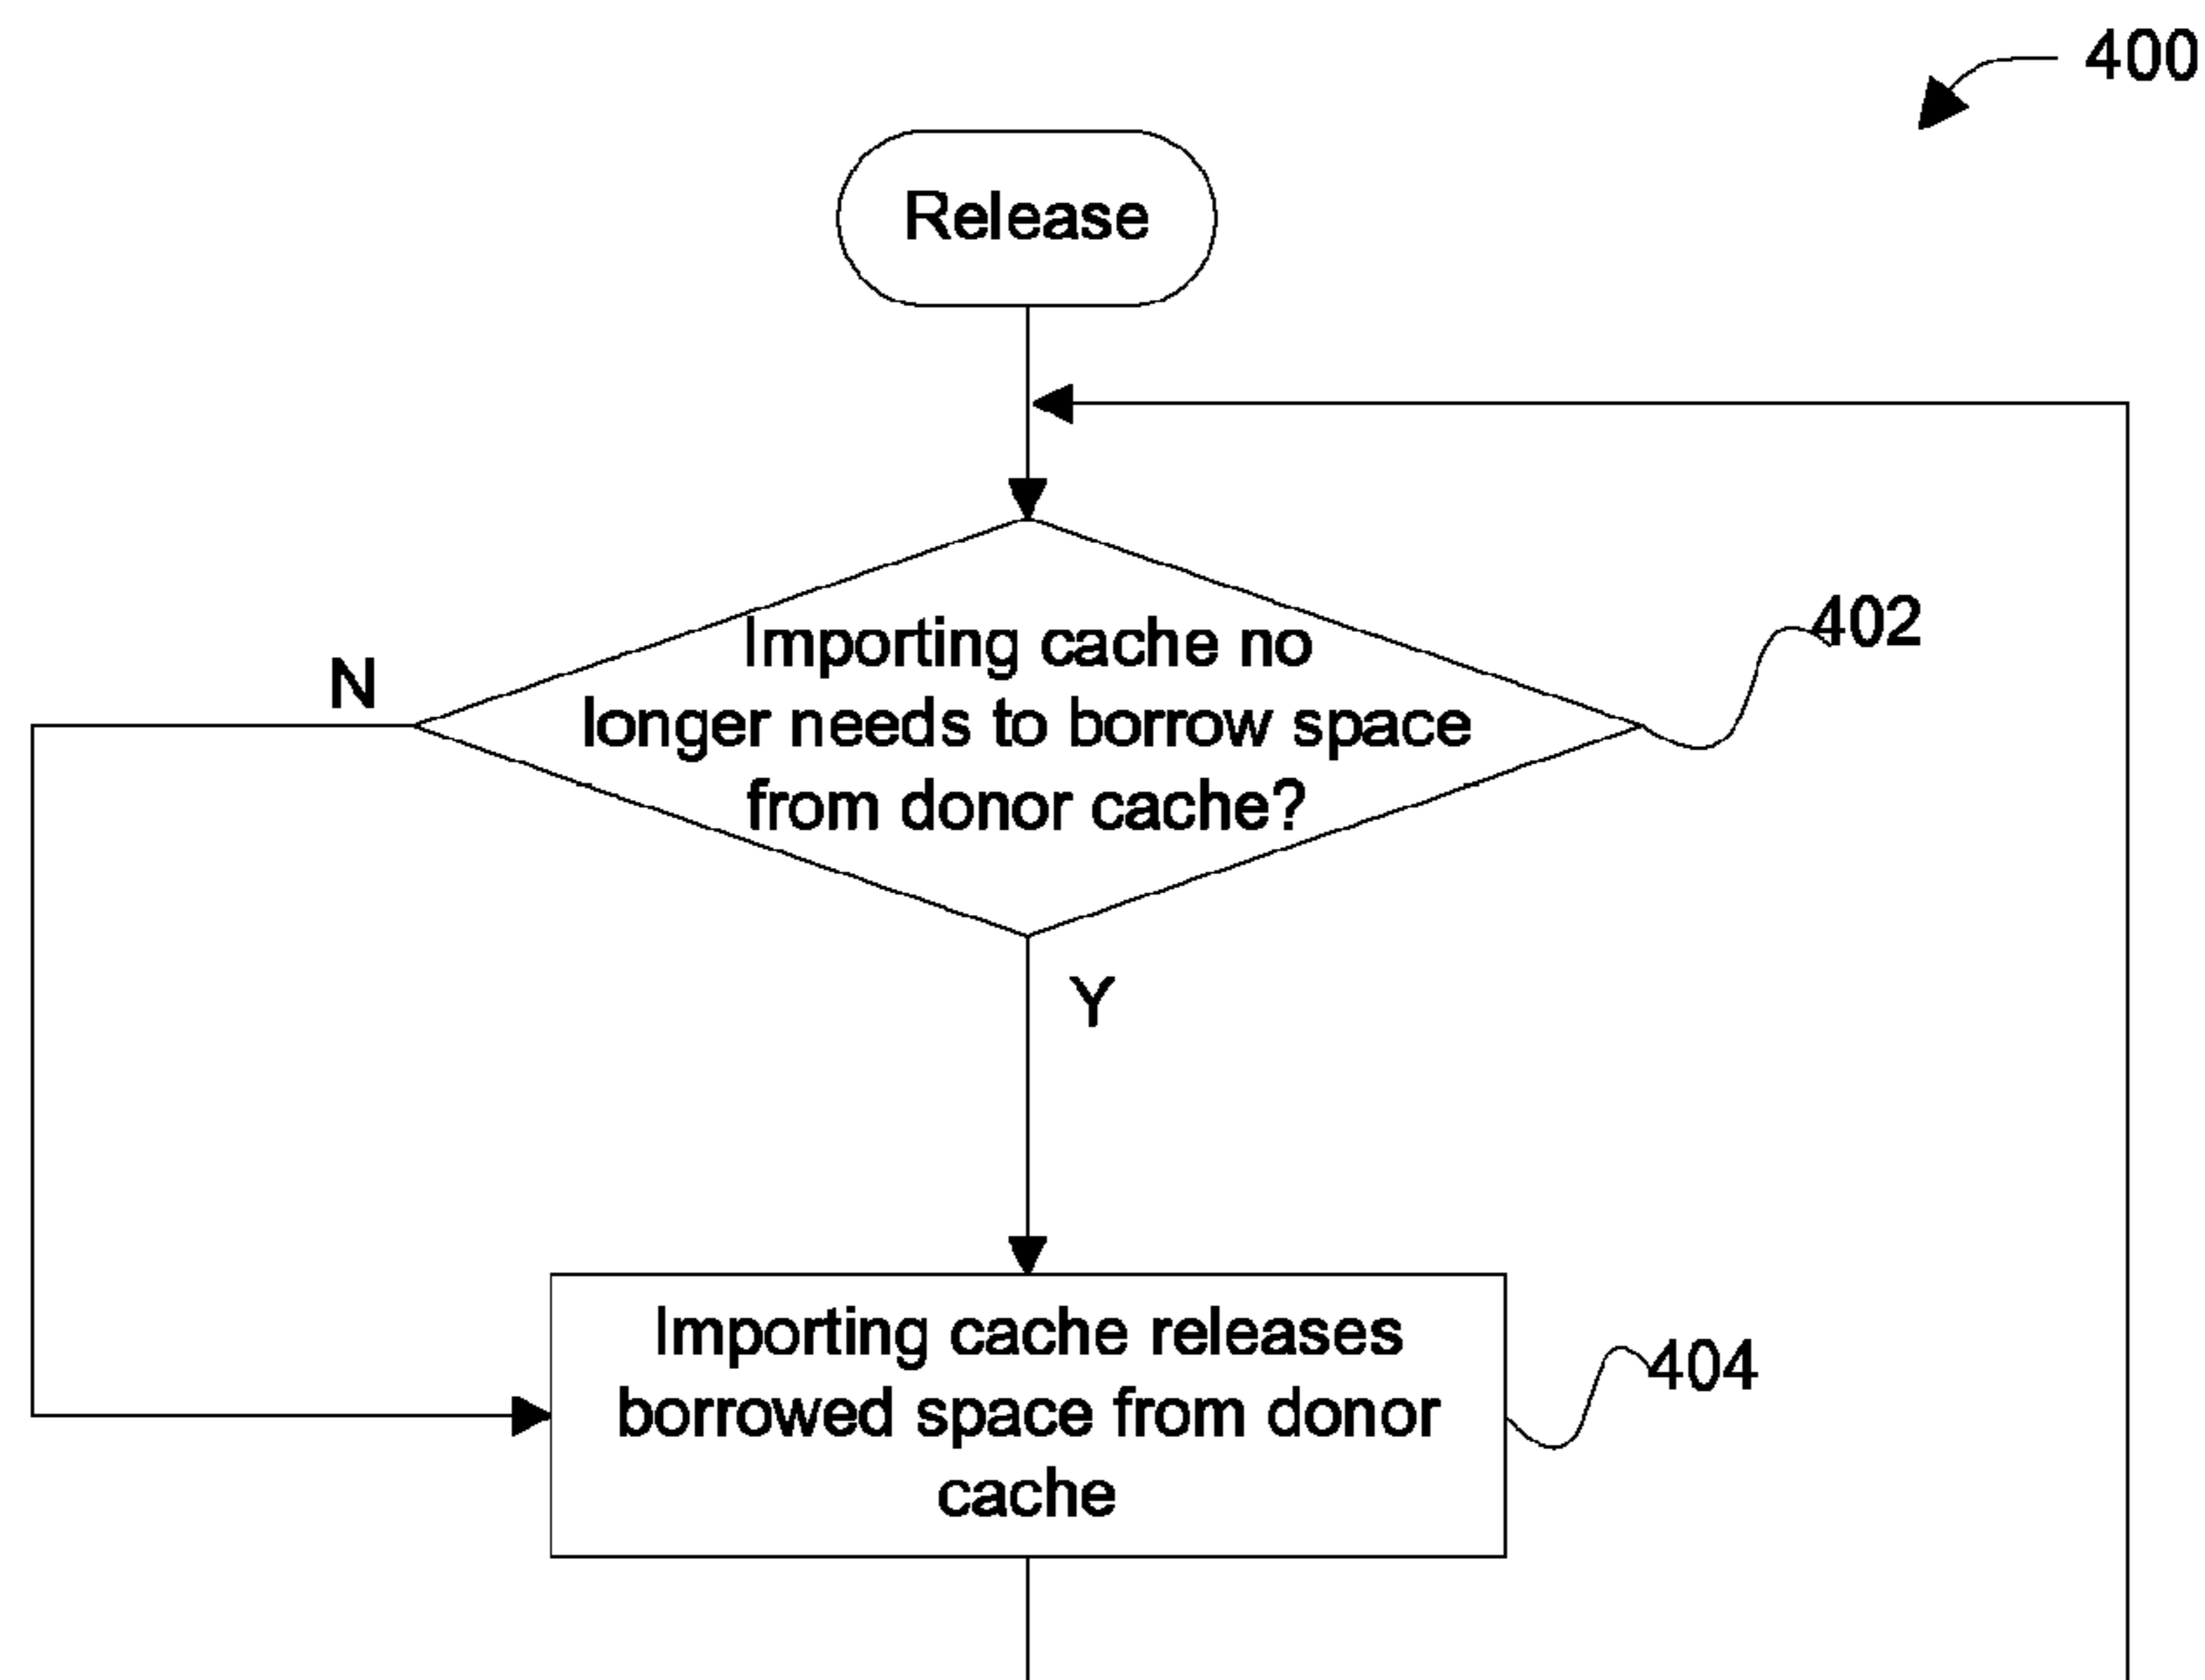 400
Release
Importing cache no
longer needs to borrow space
from donor cache?
402
N
Y
Importing cache releases
borrowed space from donor
cache
404